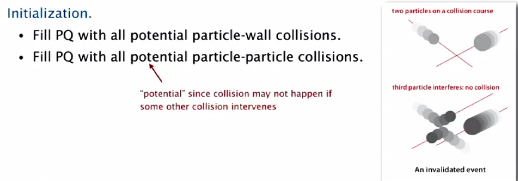 Initialization.
• Fill PQ with all potential particle-wall collisions.
• Fill PQ with all potential particle-particle collisions.
"potential" since collision may not happen if
some other collision intervenes
two particles on a collision course
third particle interferes: no collision
An invalidated event